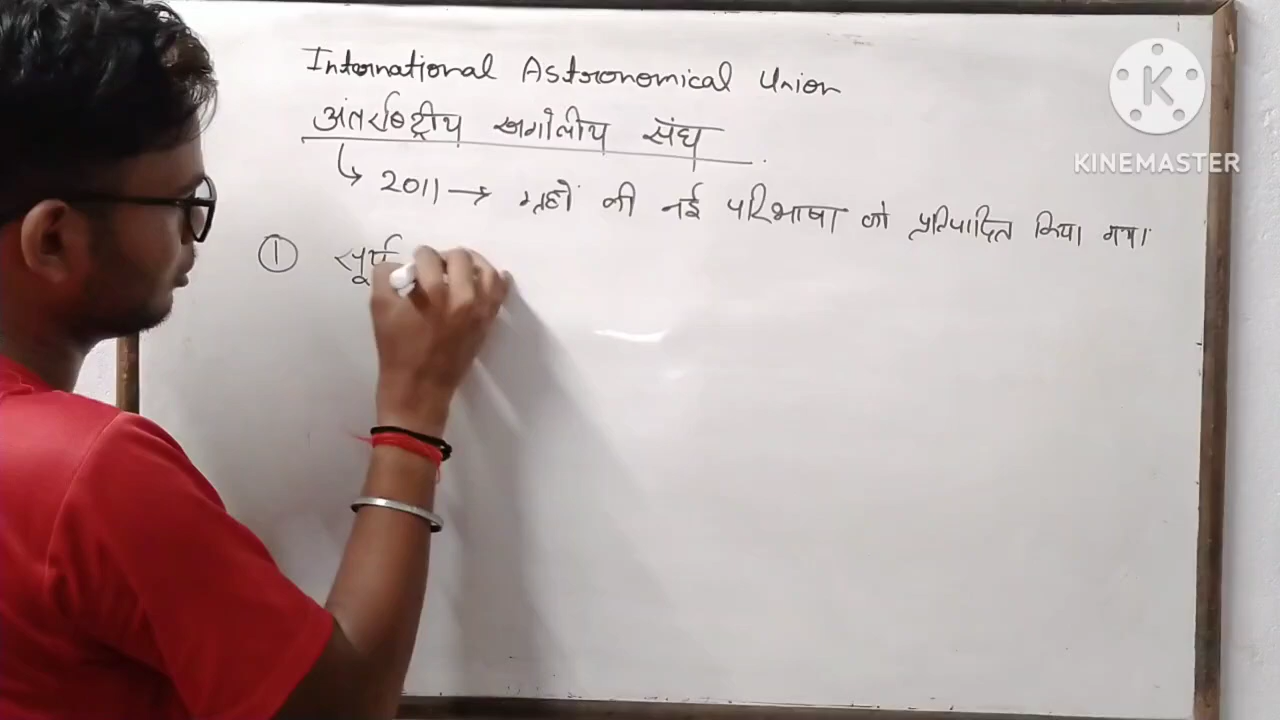 International Astronomical Union
अंतर्राष्ट्रीय खगोलीय संघ
↳ 2011 → ग्रहों की नई परिभाषा को प्रतिपादित किया गया
① सूर्य
K
KINEMASTER